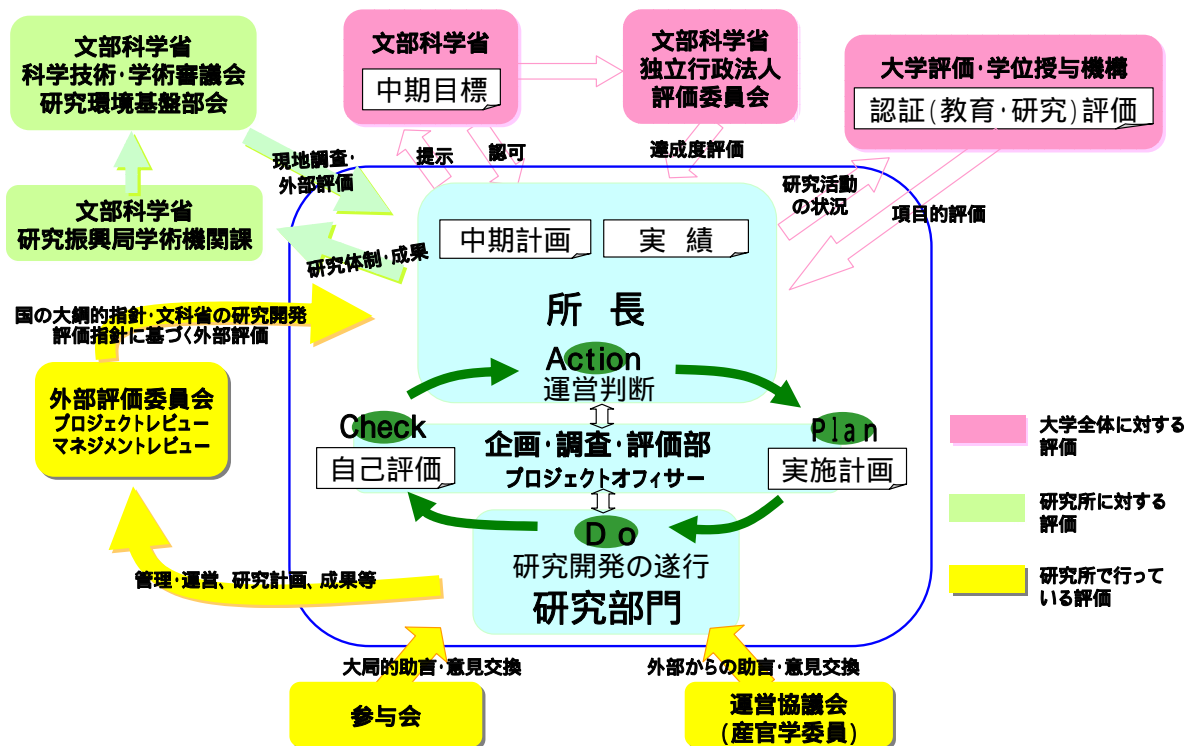 文部科学省
科学技術・学術審議会
研究環境基盤部会
文部科学省
中期目標
文部科学省
独立行政法人
評価委員会
大学評価・学位授与機構
認証(教育・研究)評価
現地調査・
外部評価
提示
認可
達成度評価
研究活動
の状況
項目的評価
文部科学省
研究振興局学術機関課
研究体制・成果
中期計画
実 績
所 長
国の大綱的指針・文科省の研究開発
評価指針に基づく外部評価
Action
運営判断
外部評価委員会
プロジェクトレビュー
マネジメントレビュー
Check
自己評価
企画・調査・評価部
プロジェクトオフィサー
Plan
実施計画
Do
研究開発の遂行
研究部門
管理・運営、研究計画、成果等
大局的助言・意見交換
参与会
外部からの助言・意見交換
運営協議会
(産官学委員)
大学全体に対する
評価
研究所に対する
評価
研究所で行って
いる評価